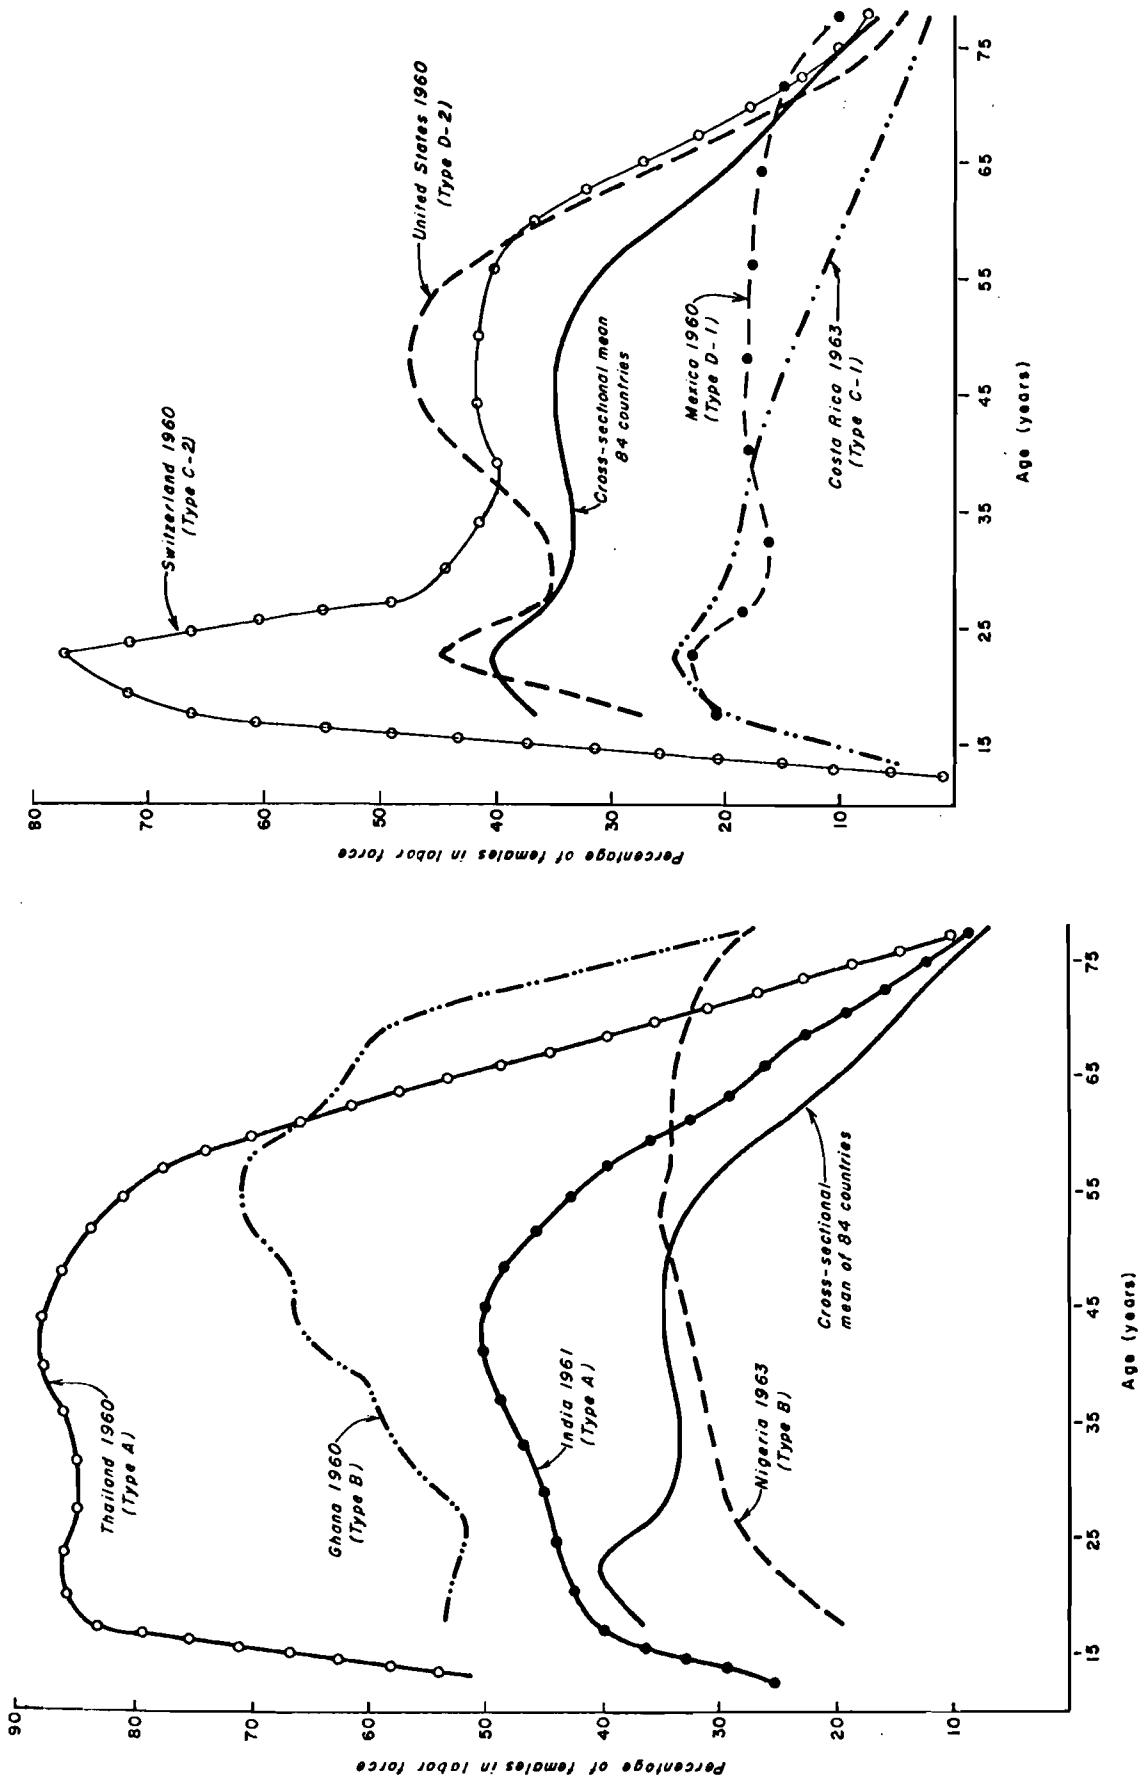 90
80
70
60
50
40
30
20
10
Percentage of females in labor force
Thailand 1960
(Type A)
Ghana 1960
(Type B)
India 1961
(Type A)
Nigeria 1963
(Type B)
Cross-sectional
mean of 84 countries
15
25
35
45
55
65
75
Age (years)
80
70
60
50
40
30
20
10
Percentage of females in labor force
Switzerland 1960
(Type C-2)
United States 1960
(Type D-2)
Cross-sectional mean
84 countries
Mexico 1960
(Type D-1)
Costa Rica 1963
(Type C-1)
15
25
35
45
55
65
75
Age (years)